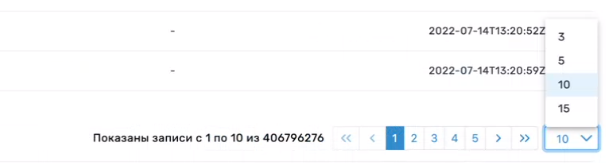 - 2022-07-14T13:20:52Z
3
5
- 2022-07-14T13:20:59Z
10
15
Показаны записи с 1 по 10 из 406796276 << < 1 2 3 4 5 > >> 10